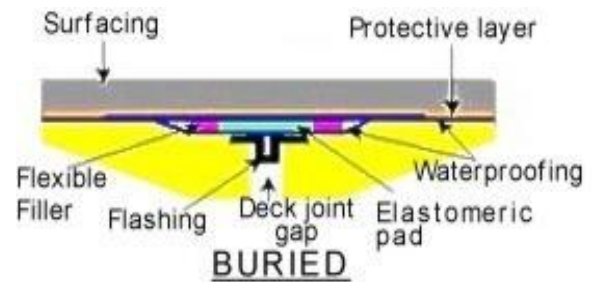 Surfacing
Protective layer
Flexible
Filler
Flashing
Deck joint
gap
Elastomeric
pad
Waterproofing
BURIED